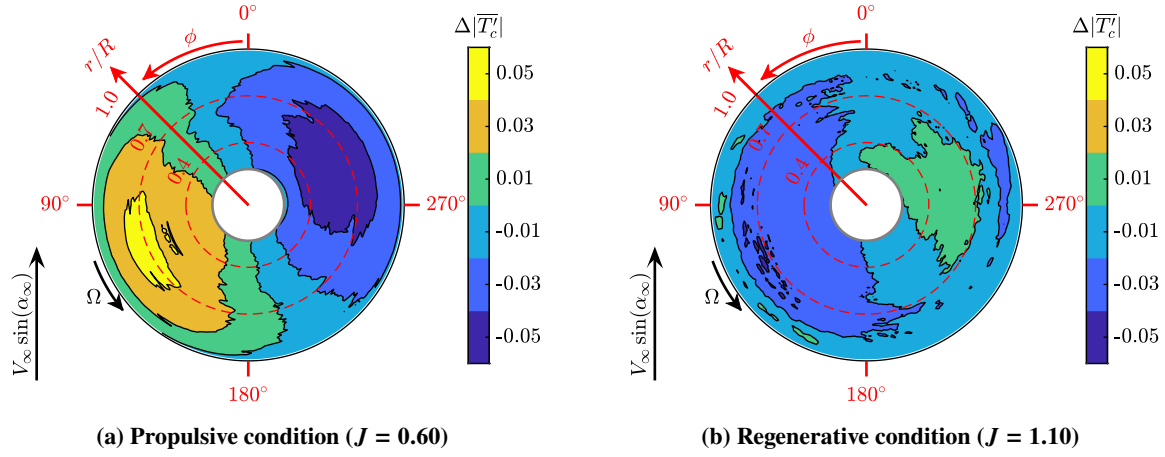 0°
Δ|T̅′c̅|
ϕ
r/R
1.0
0.7
0.4
90°
270°
180°
Ω
V∞ sin(α∞)
0.05
0.03
0.01
-0.01
-0.03
-0.05
(a) Propulsive condition (J = 0.60)
0°
Δ|T̅′c̅|
ϕ
r/R
1.0
0.7
0.4
90°
270°
180°
Ω
V∞ sin(α∞)
0.05
0.03
0.01
-0.01
-0.03
-0.05
(b) Regenerative condition (J = 1.10)